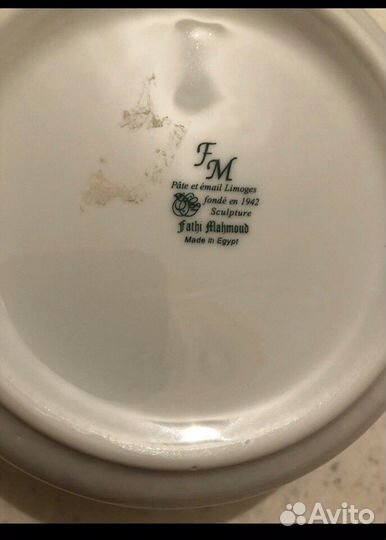 FM
Pâte et émail Limoges
fondé en 1942
Sculpture
Fathi Mahmoud
Made in Egypt
Avito